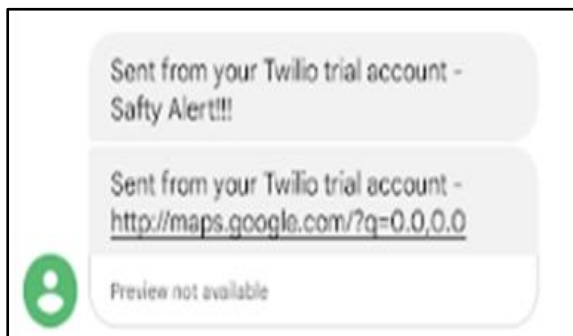 Sent from your Twilio trial account -
Safty Alert!!!
Sent from your Twilio trial account -
http://maps.google.com/?q=0.0,0.0
Preview not available